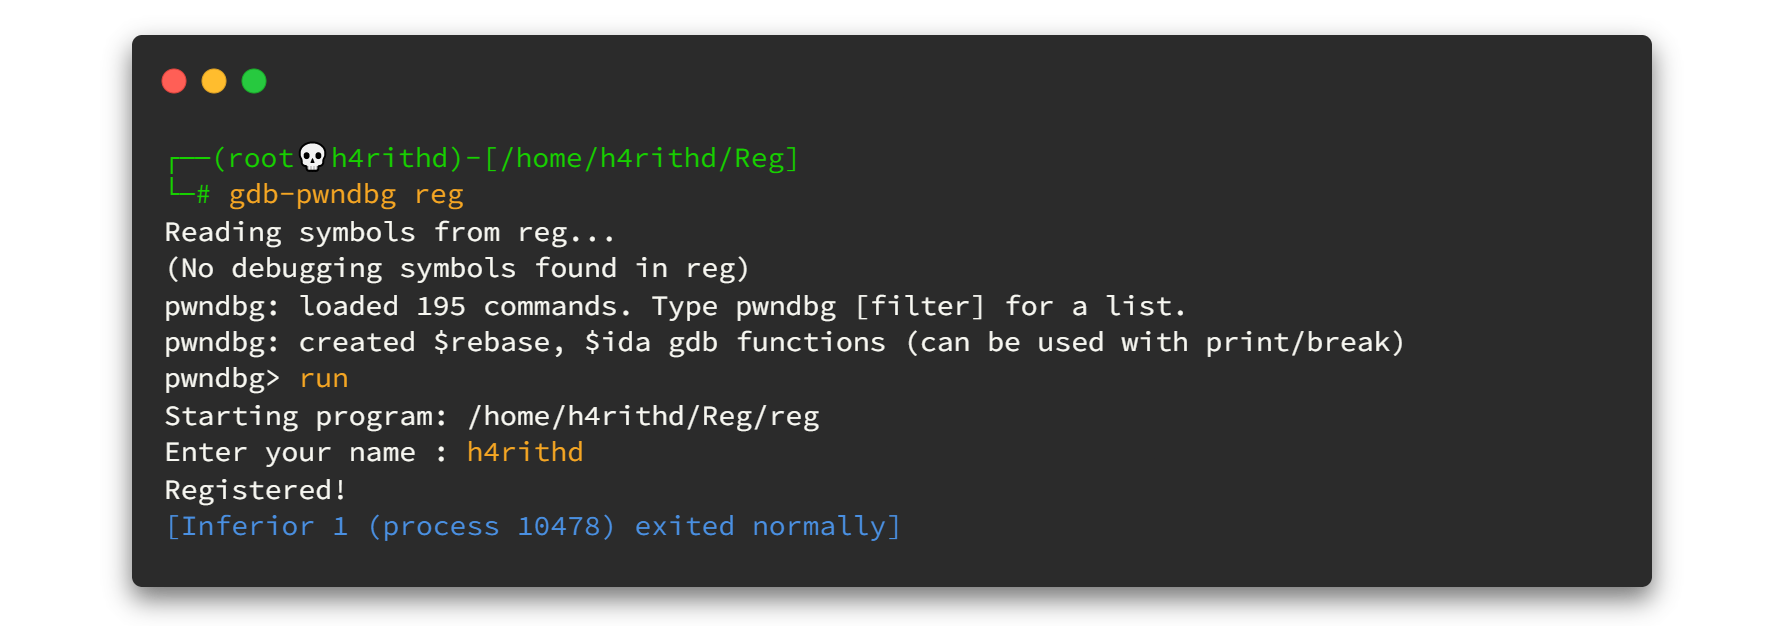 ┌──(root💀h4rithd)-[/home/h4rithd/Reg]
└─# gdb-pwndbg reg
Reading symbols from reg...
(No debugging symbols found in reg)
pwndbg: loaded 195 commands. Type pwndbg [filter] for a list.
pwndbg: created $rebase, $ida gdb functions (can be used with print/break)
pwndbg> run
Starting program: /home/h4rithd/Reg/reg
Enter your name : h4rithd
Registered!
[Inferior 1 (process 10478) exited normally]